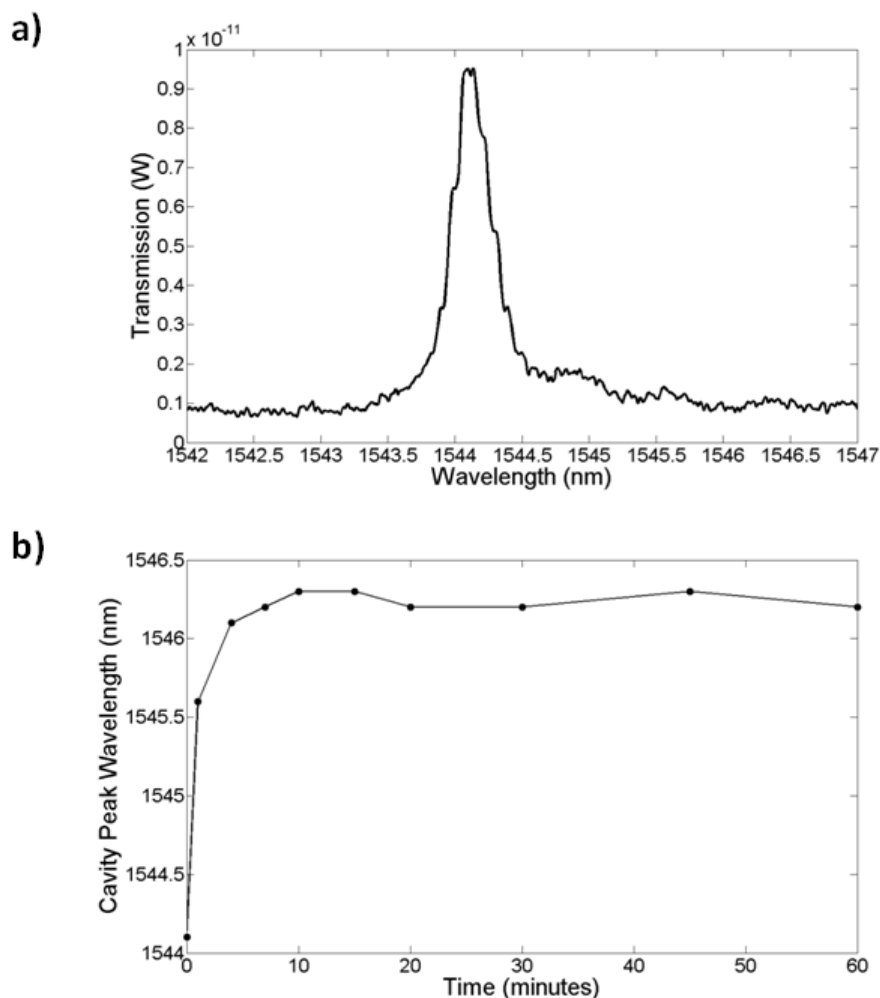 a)
1 x 10⁻¹¹
0.9
0.8
0.7
0.6
0.5
0.4
0.3
0.2
0.1
0
Transmission (W)
1542 1542.5 1543 1543.5 1544 1544.5 1545 1545.5 1546 1546.5 1547
Wavelength (nm)
b)
1546.5
1546
1545.5
1545
1544.5
1544
Cavity Peak Wavelength (nm)
0 10 20 30 40 50 60
Time (minutes)